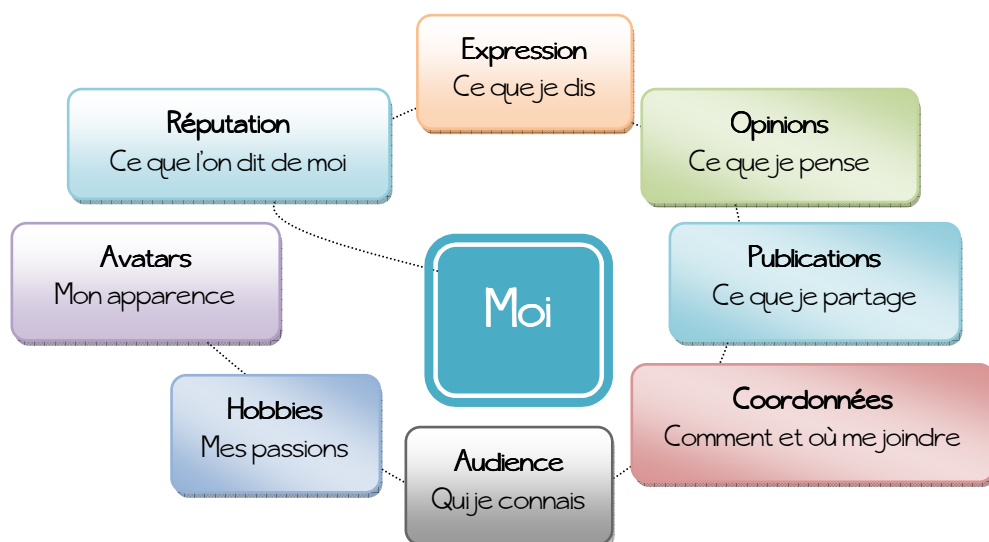 Expression
Ce que je dis
Réputation
Ce que l'on dit de moi
Opinions
Ce que je pense
Avatars
Mon apparence
Moi
Publications
Ce que je partage
Hobbies
Mes passions
Coordonnées
Comment et où me joindre
Audience
Qui je connais